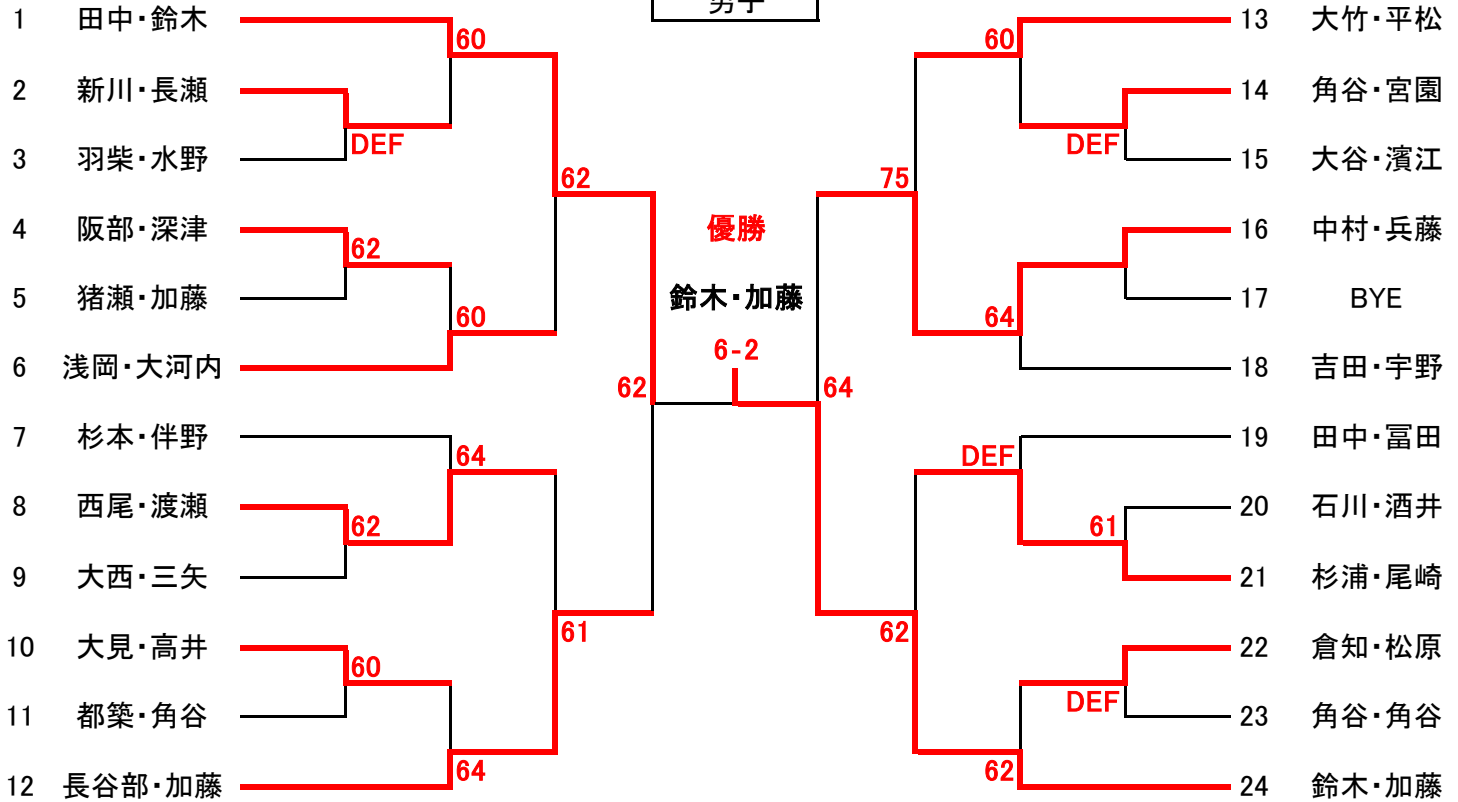 男子
1 田中・鈴木
60
60
13 大竹・平松
2 新川・長瀬
DEF
DEF
14 角谷・宮園
3 羽柴・水野
15 大谷・濱江
62
75
4 阪部・深津
62
優勝
16 中村・兵藤
5 猪瀬・加藤
60
鈴木・加藤
64
17 BYE
6 浅岡・大河内
6-2
18 吉田・宇野
62
64
7 杉本・伴野
64
DEF
19 田中・冨田
8 西尾・渡瀬
62
61
20 石川・酒井
9 大西・三矢
21 杉浦・尾崎
61
62
10 大見・高井
60
DEF
22 倉知・松原
11 都築・角谷
23 角谷・角谷
64
62
12 長谷部・加藤
24 鈴木・加藤